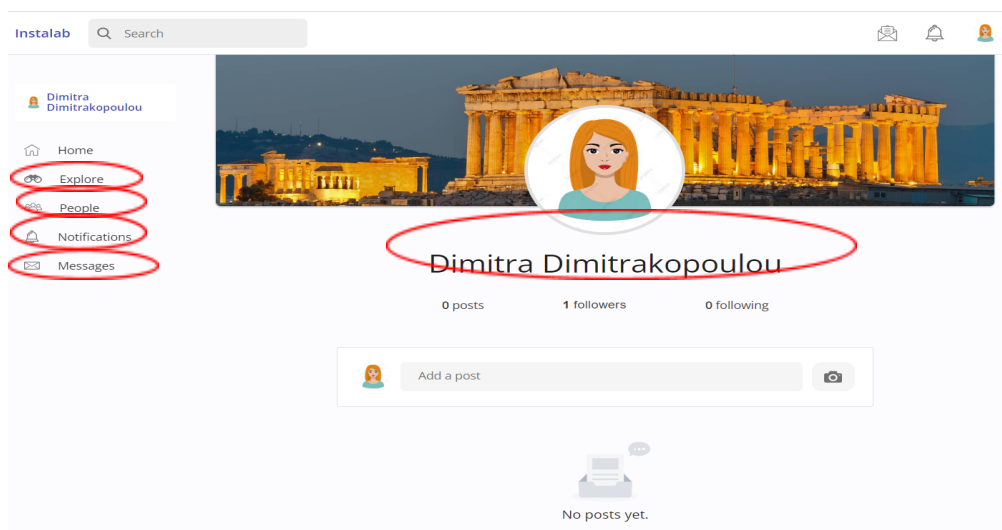 Instalab
Search
Dimitra
Dimitrakopoulou
Home
Explore
People
Notifications
Messages
Dimitra Dimitrakopoulou
0 posts 1 followers 0 following
Add a post
No posts yet.